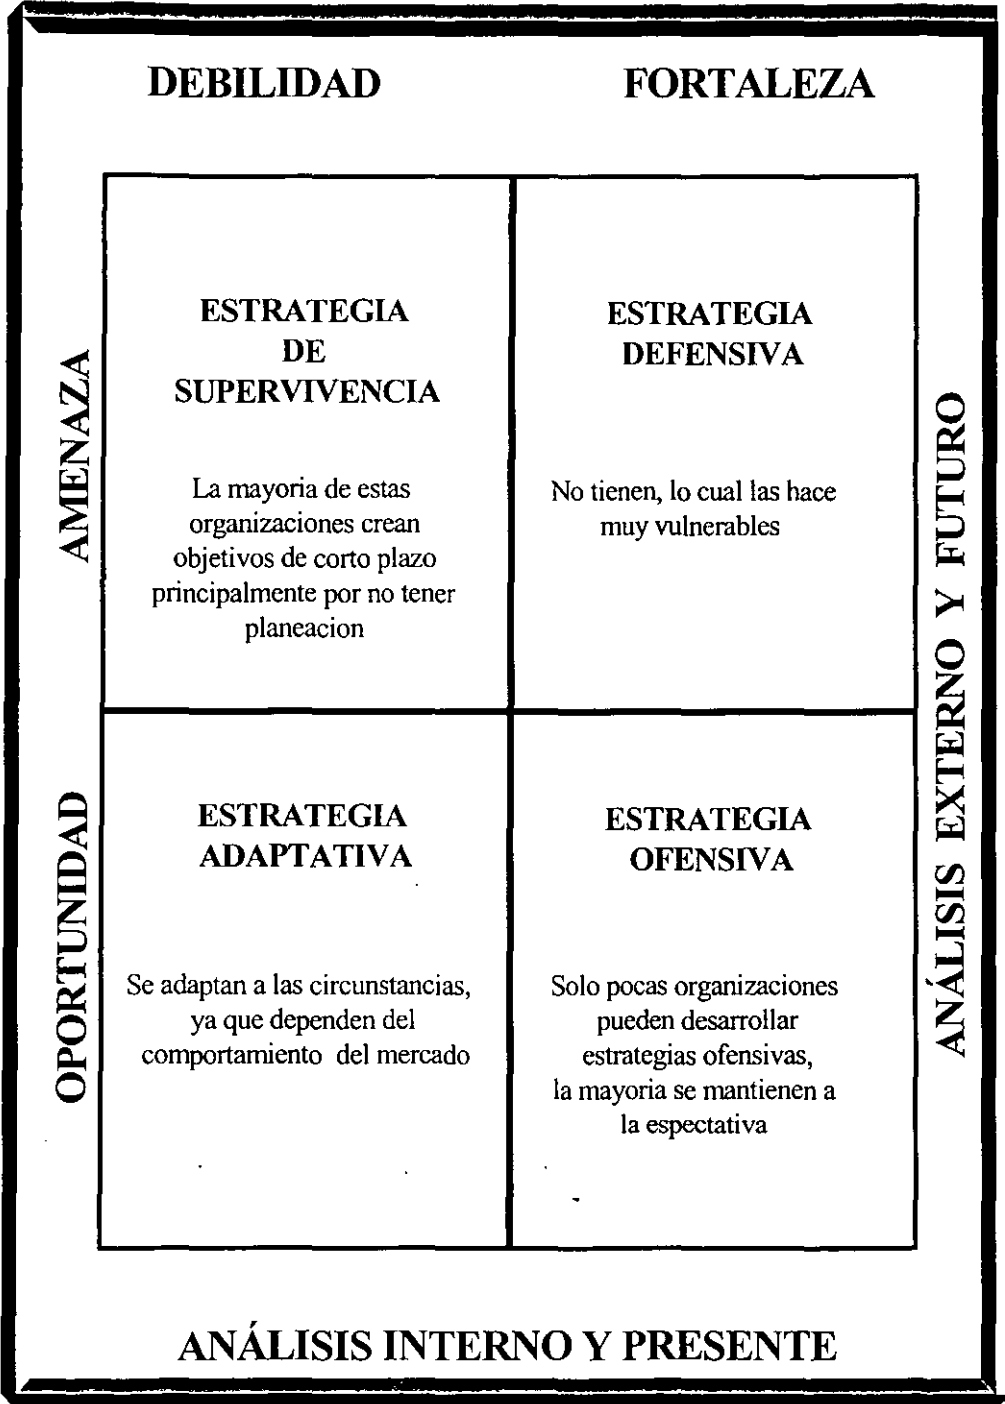 DEBILIDAD FORTALEZA
AMENAZA
ESTRATEGIA
DE
SUPERVIVENCIA
La mayoria de estas
organizaciones crean
objetivos de corto plazo
principalmente por no tener
planeacion
ESTRATEGIA
DEFENSIVA
No tienen, lo cual las hace
muy vulnerables
OPORTUNIDAD
ESTRATEGIA
ADAPTATIVA
Se adaptan a las circunstancias,
ya que dependen del
comportamiento del mercado
ESTRATEGIA
OFENSIVA
Solo pocas organizaciones
pueden desarrollar
estrategias ofensivas,
la mayoria se mantienen a
la espectativa
ANÁLISIS EXTERNO Y FUTURO
ANÁLISIS INTERNO Y PRESENTE